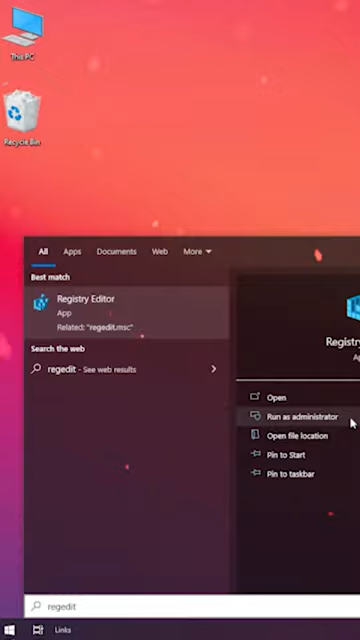 This PC
Recycle Bin
All
Apps
Documents
Web
More
Best match
Registry Editor
App
Related: "regedit.msc"
Search the web
regedit - See web results
Registry
Open
Run as administrator
Open file location
Pin to Start
Pin to taskbar
regedit
Links